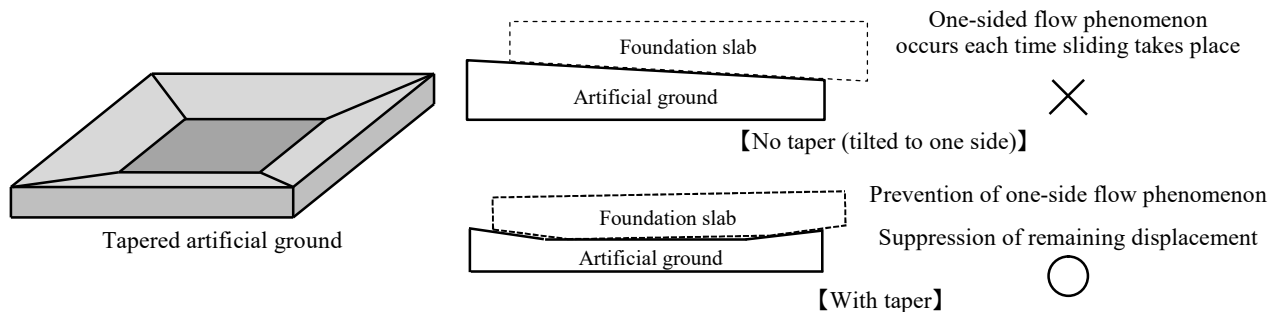 Tapered artificial ground
Foundation slab
Artificial ground
One-sided flow phenomenon
occurs each time sliding takes place
【No taper (tilted to one side)】
Foundation slab
Artificial ground
Prevention of one-side flow phenomenon
Suppression of remaining displacement
【With taper】